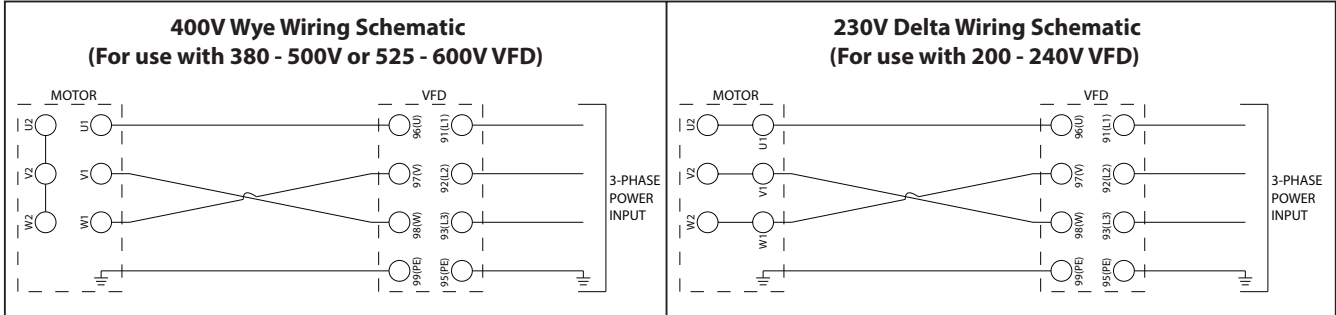 400V Wye Wiring Schematic
(For use with 380 - 500V or 525 - 600V VFD)
MOTOR
VFD
U2
U1
96(U)
91(L1)
V2
V1
97(V)
92(L2)
W2
W1
98(W)
93(L3)
99(PE)
95(PE)
3-PHASE
POWER
INPUT
230V Delta Wiring Schematic
(For use with 200 - 240V VFD)
MOTOR
VFD
U2
U1
96(U)
91(L1)
V2
V1
97(V)
92(L2)
W2
W1
98(W)
93(L3)
99(PE)
95(PE)
3-PHASE
POWER
INPUT